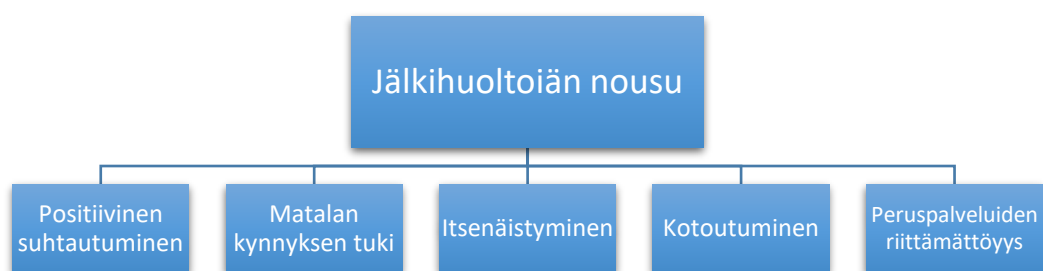 Jälkihuoltoiän nousu
Positiivinen
suhtautuminen
Matalan
kynnyksen tuki
Itsenäistyminen
Kotoutuminen
Peruspalveluiden
riittämättöyys